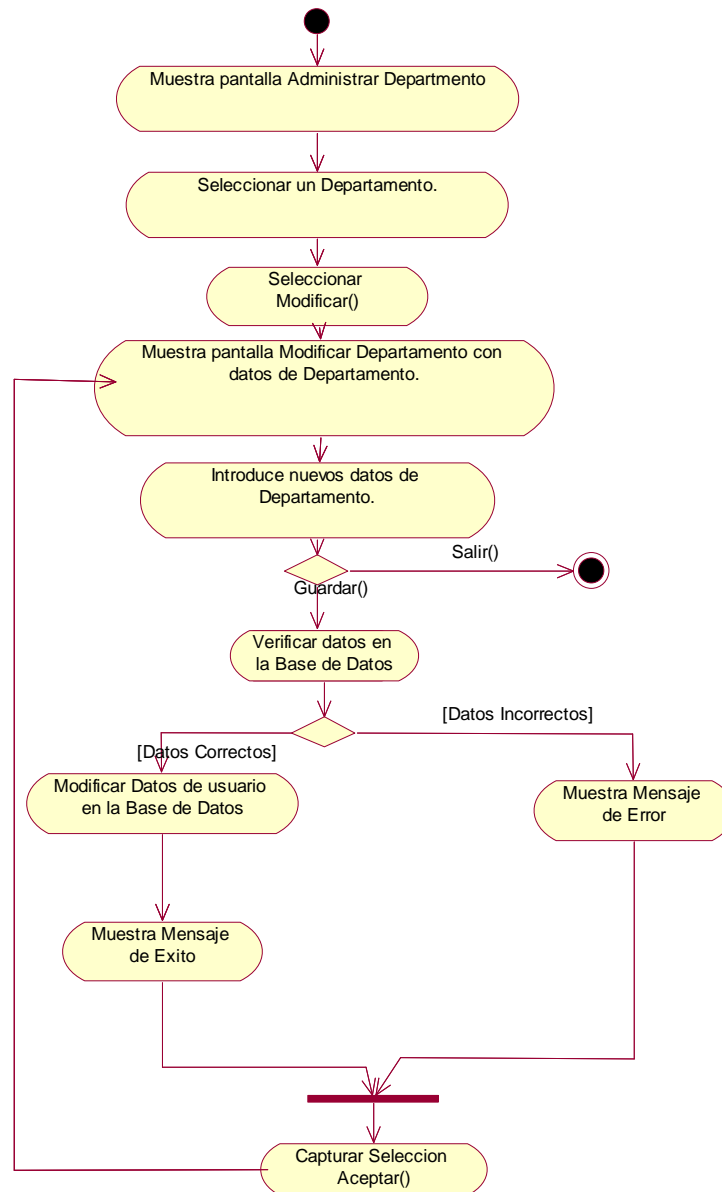 Muestra pantalla Administrar Departmento
Seleccionar un Departamento.
Seleccionar
Modificar()
Muestra pantalla Modificar Departamento con
datos de Departamento.
Introduce nuevos datos de
Departamento.
Salir()
Guardar()
Verificar datos en
la Base de Datos
[Datos Incorrectos]
[Datos Correctos]
Modificar Datos de usuario
en la Base de Datos
Muestra Mensaje
de Error
Muestra Mensaje
de Exito
Capturar Seleccion
Aceptar()